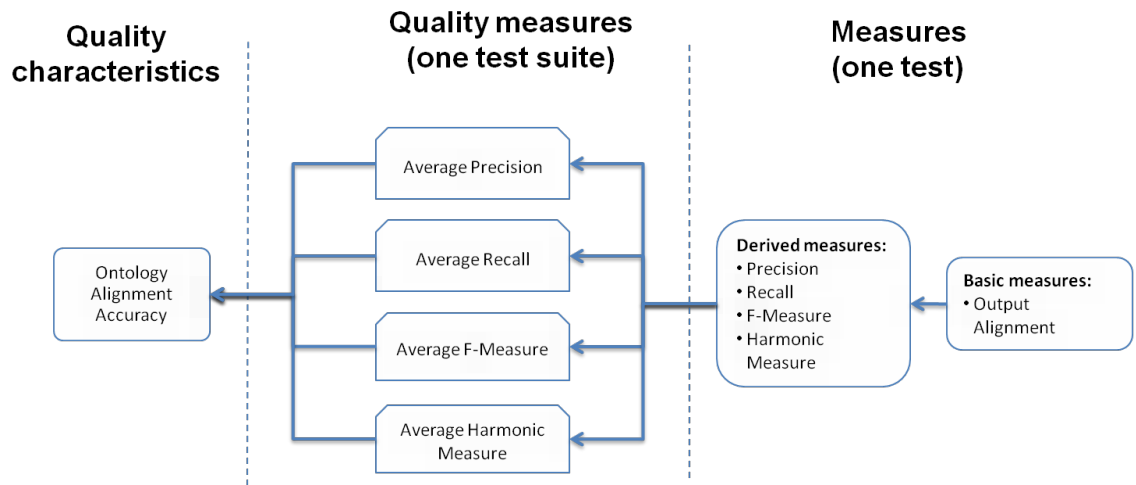 Quality
characteristics
Quality measures
(one test suite)
Measures
(one test)
Average Precision
Average Recall
Average F-Measure
Average Harmonic
Measure
Ontology
Alignment
Accuracy
Derived measures:
• Precision
• Recall
• F-Measure
• Harmonic
Measure
Basic measures:
• Output
Alignment